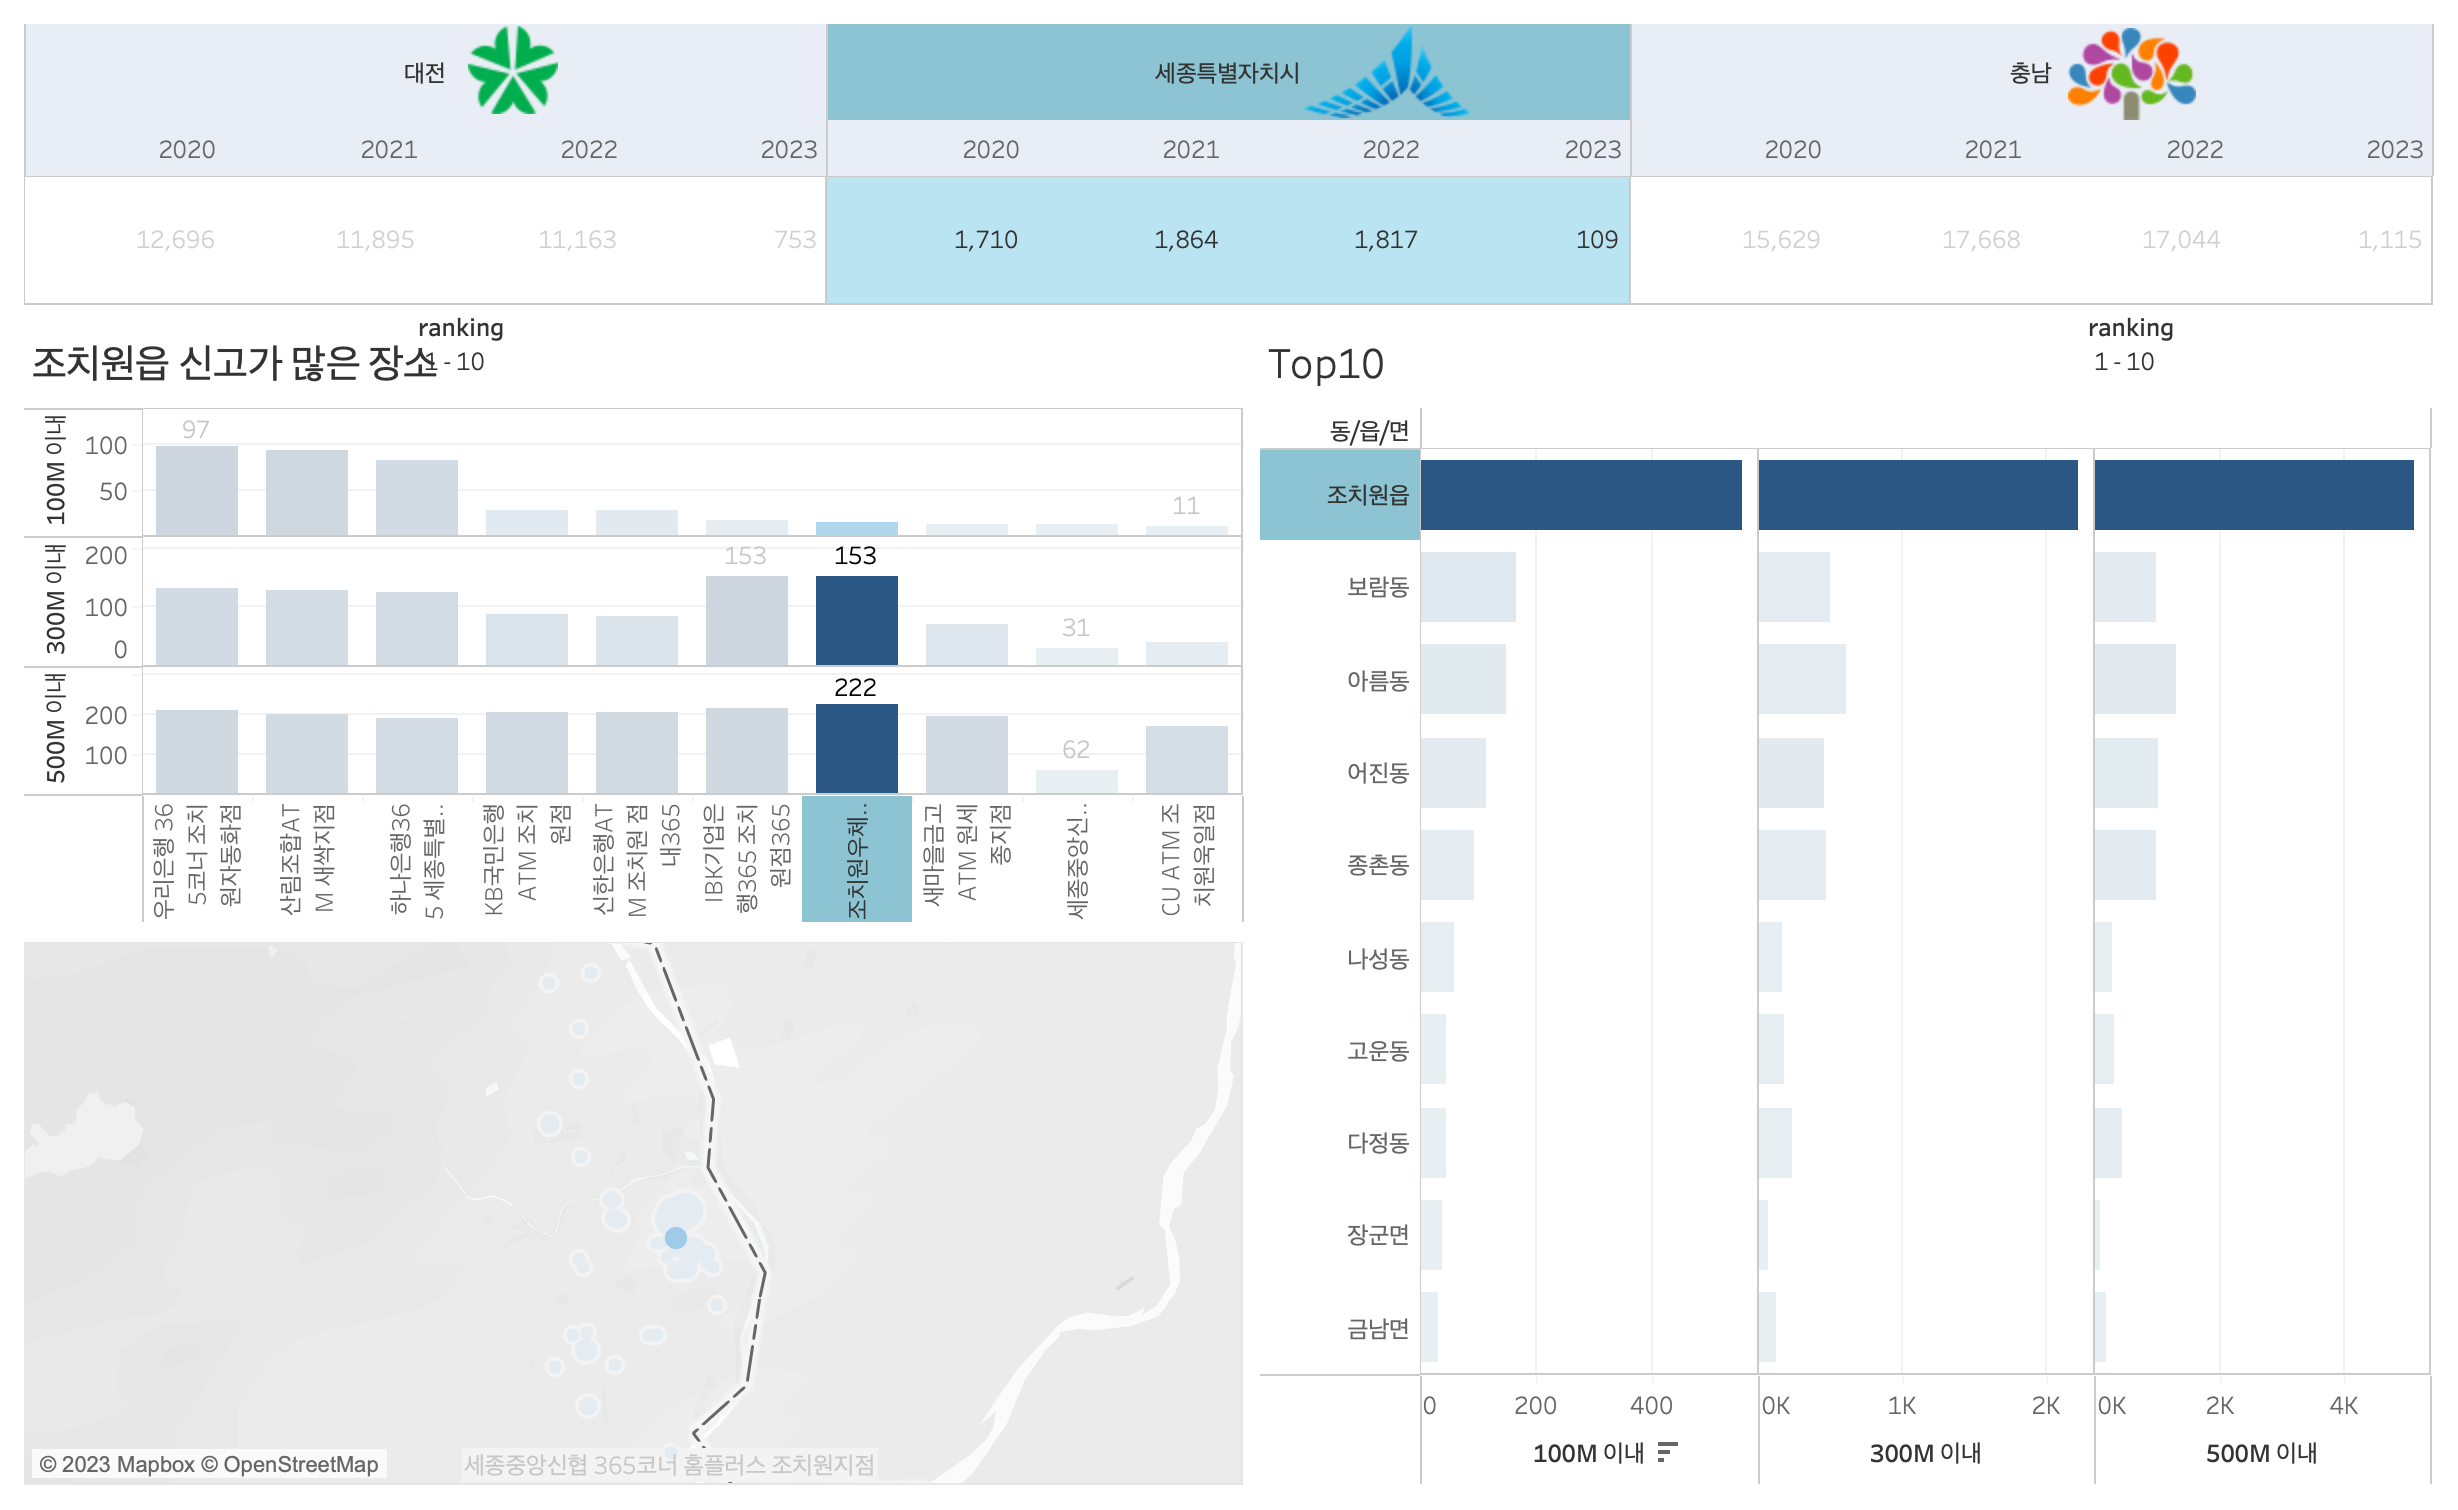 대전 세종특별자치시 충남
2020 2021 2022 2023 2020 2021 2022 2023 2020 2021 2022 2023
12,696 11,895 11,163 753 1,710 1,864 1,817 109 15,629 17,668 17,044 1,115
ranking
1 - 10
조치원읍 신고가 많은 장소
100M 이내
100
50
97
11
300M 이내
200
100
0
153
153
31
500M 이내
200
100
222
62
우리은행 36
5코너 조치
원자동화점
산림조합AT
M 새싹지점
하나은행36
5 세종특별..
KB국민은행
ATM 조치
원점
신한은행AT
M 조치원 점
내365
IBK기업은
행365 조치
원점365
조치원우체..
새마을금고
ATM 원세
종지점
세종중앙신..
CU ATM 조
치원욱일점
세종중앙신협 365코너 홈플러스 조치원지점
© 2023 Mapbox © OpenStreetMap
Top10
ranking
1 - 10
동/읍/면
조치원읍
보람동
아름동
어진동
종촌동
나성동
고운동
다정동
장군면
금남면
0 200 400 0K 1K 2K 0K 2K 4K
100M 이내 300M 이내 500M 이내